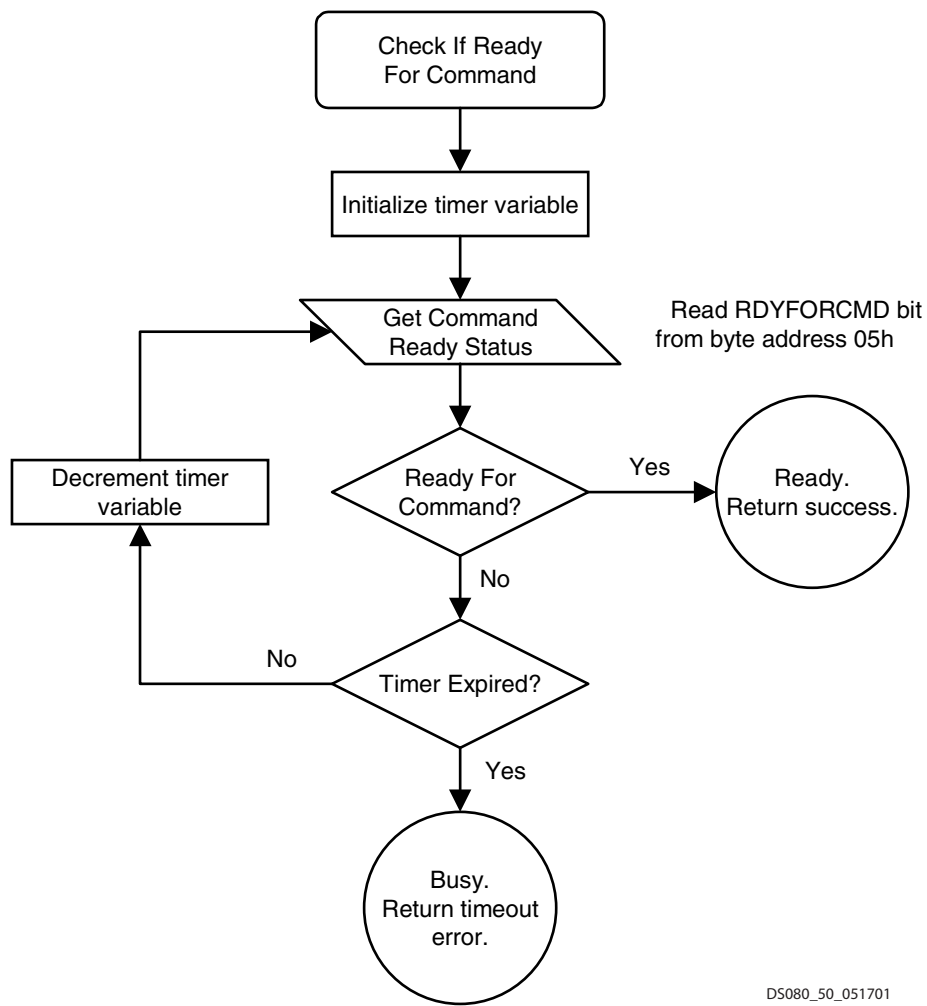 Check If Ready
For Command
Initialize timer variable
Get Command
Ready Status
Read RDYFORCMD bit
from byte address 05h
Decrement timer
variable
Ready For
Command?
Yes
Ready.
Return success.
No
No
Timer Expired?
Yes
Busy.
Return timeout
error.
DS080_50_051701